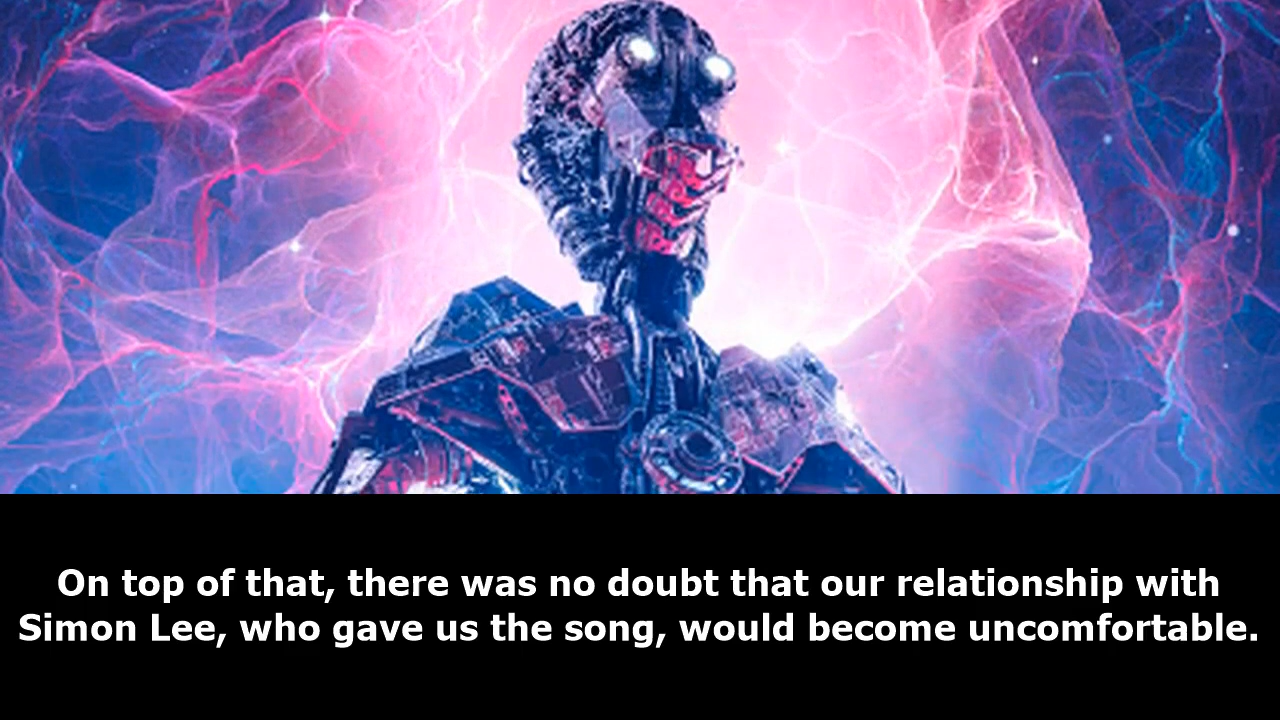 On top of that, there was no doubt that our relationship with
Simon Lee, who gave us the song, would become uncomfortable.